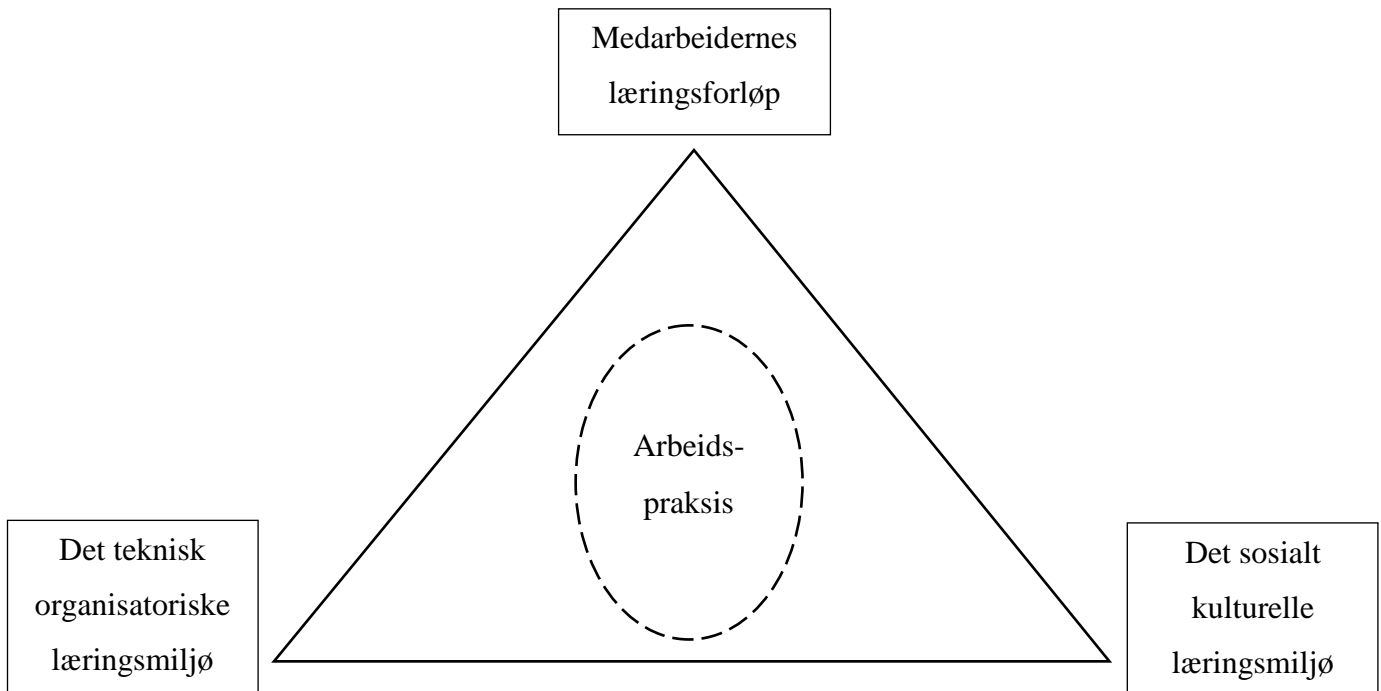 Medarbeidernes
læringsforløp
Arbeids-
praksis
Det teknisk
organisatoriske
læringsmiljø
Det sosialt
kulturelle
læringsmiljø